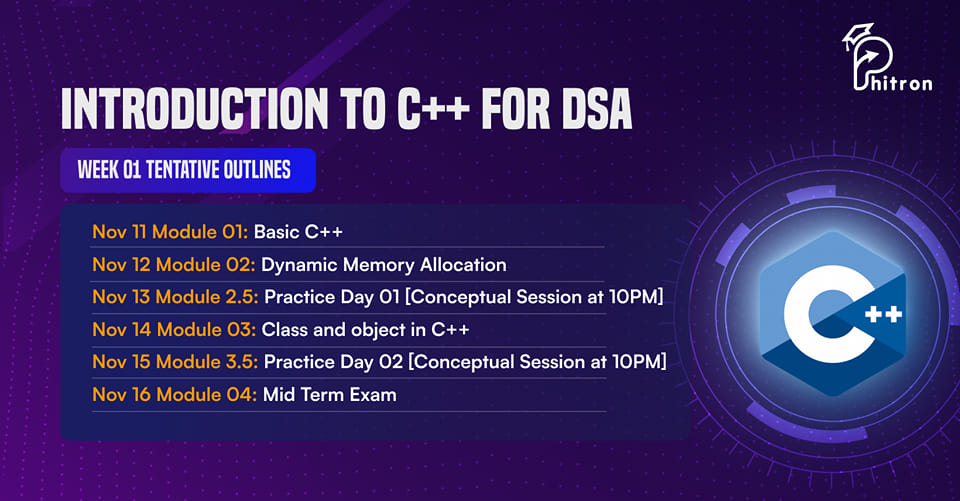 Phitron
INTRODUCTION TO C++ FOR DSA
WEEK 01 TENTATIVE OUTLINES
Nov 11 Module 01: Basic C++
Nov 12 Module 02: Dynamic Memory Allocation
Nov 13 Module 2.5: Practice Day 01 [Conceptual Session at 10PM]
Nov 14 Module 03: Class and object in C++
Nov 15 Module 3.5: Practice Day 02 [Conceptual Session at 10PM]
Nov 16 Module 04: Mid Term Exam
C++